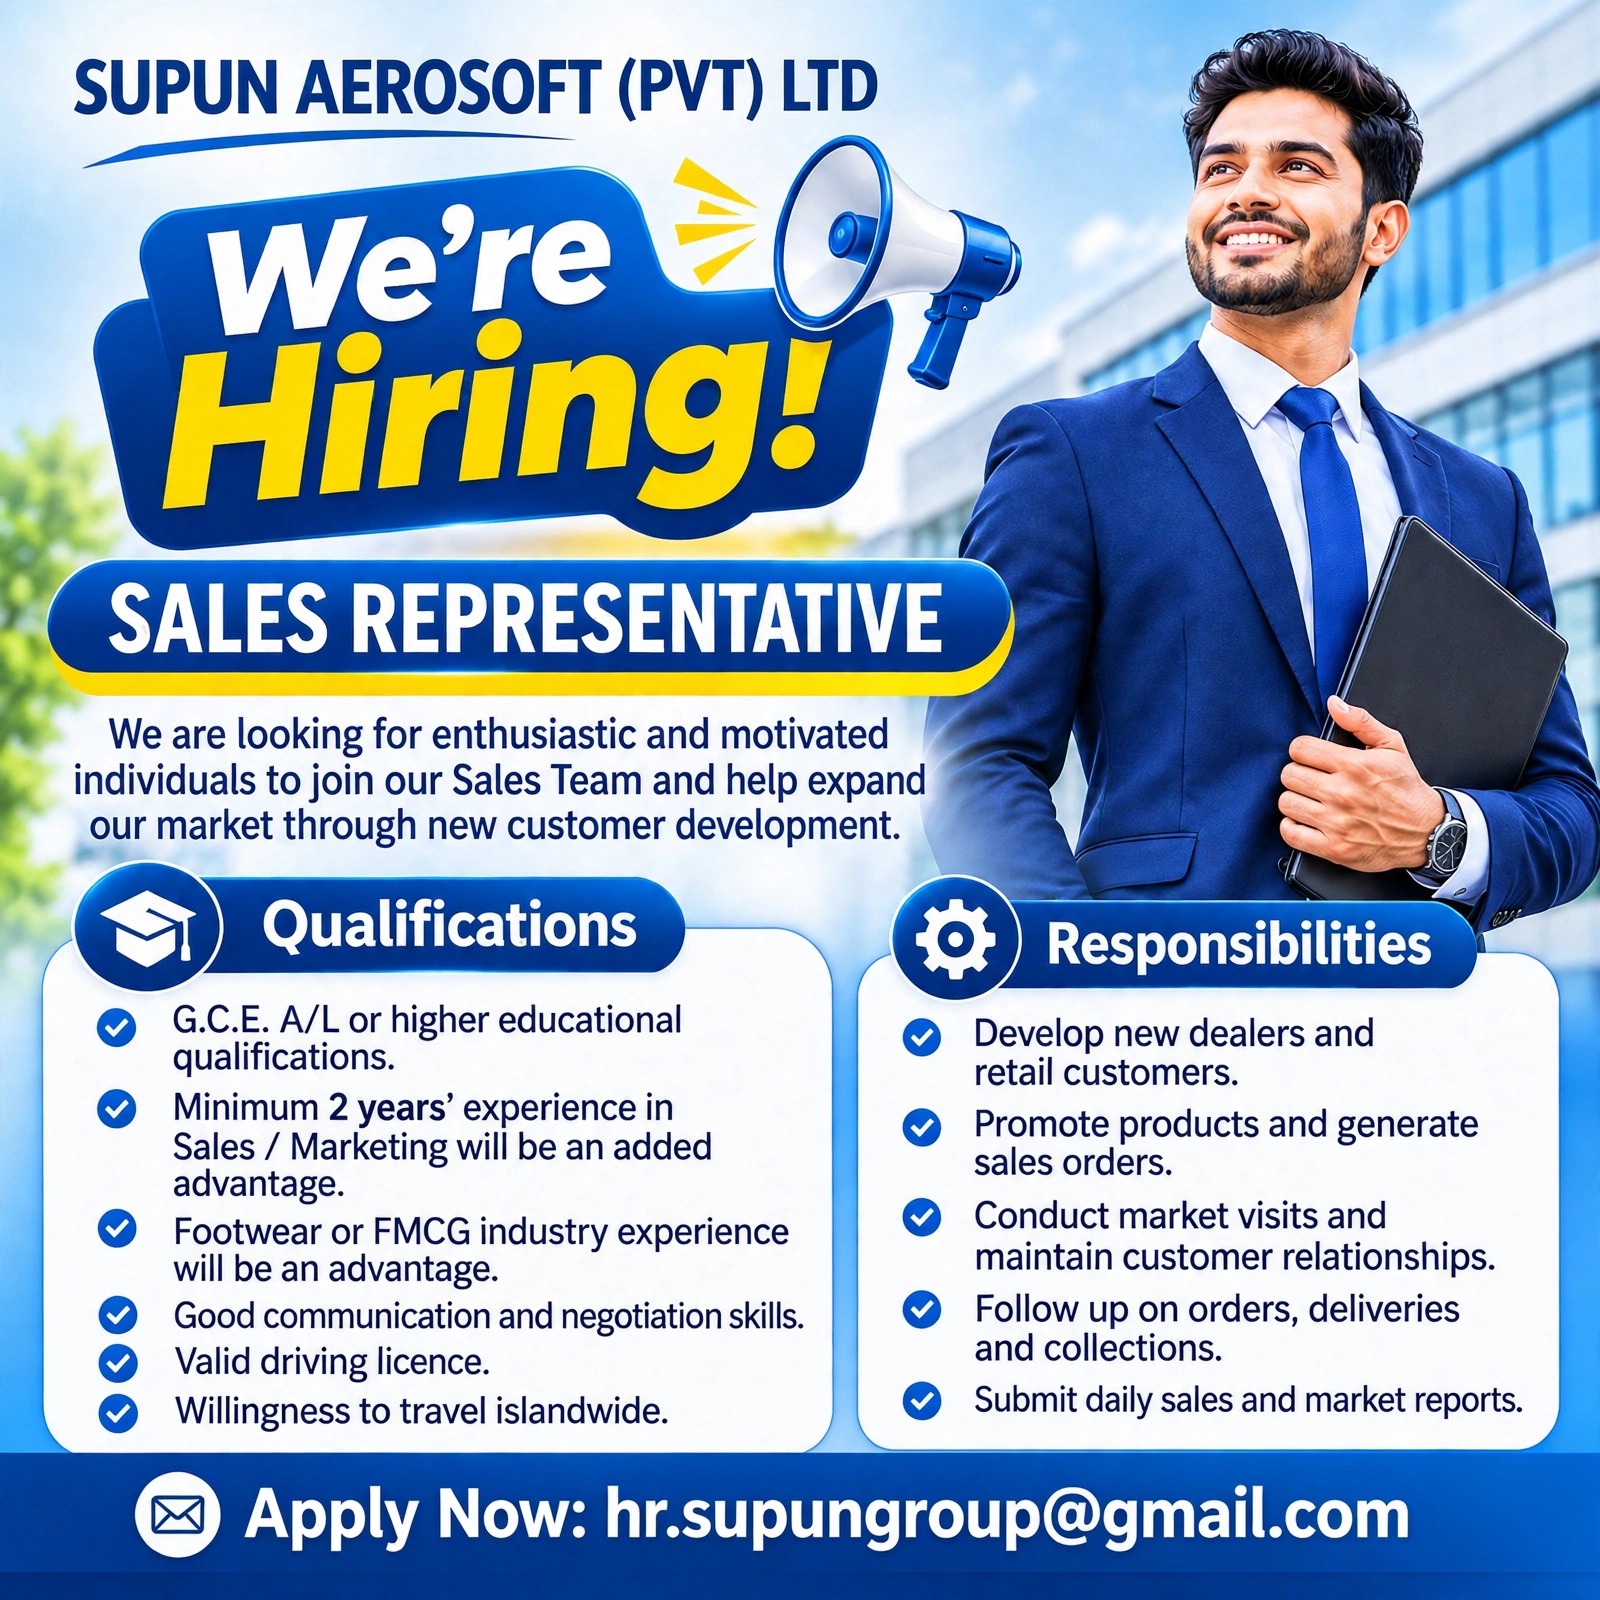 SUPUN AEROSOFT (PVT) LTD
We're
Hiring!
SALES REPRESENTATIVE
We are looking for enthusiastic and motivated
individuals to join our Sales Team and help expand
our market through new customer development.
Qualifications
G.C.E. A/L or higher educational
qualifications.
Minimum 2 years' experience in
Sales / Marketing will be an added
advantage.
Footwear or FMCG industry experience
will be an advantage.
Good communication and negotiation skills.
Valid driving licence.
Willingness to travel islandwide.
Responsibilities
Develop new dealers and
retail customers.
Promote products and generate
sales orders.
Conduct market visits and
maintain customer relationships.
Follow up on orders, deliveries
and collections.
Submit daily sales and market reports.
Apply Now: hr.supungroup@gmail.com